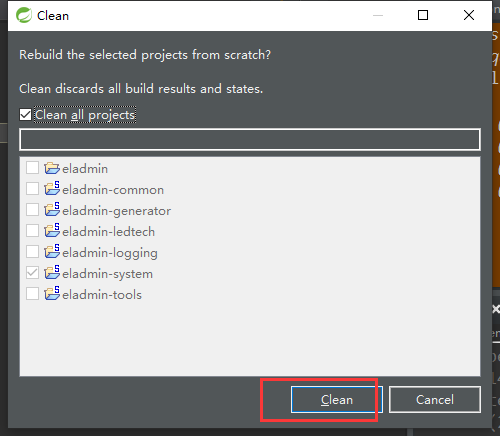 Clean
Rebuild the selected projects from scratch?
Clean discards all build results and states.
Clean all projects
eladmin
eladmin-common
eladmin-generator
eladmin-ledtech
eladmin-logging
eladmin-system
eladmin-tools
Clean
Cancel